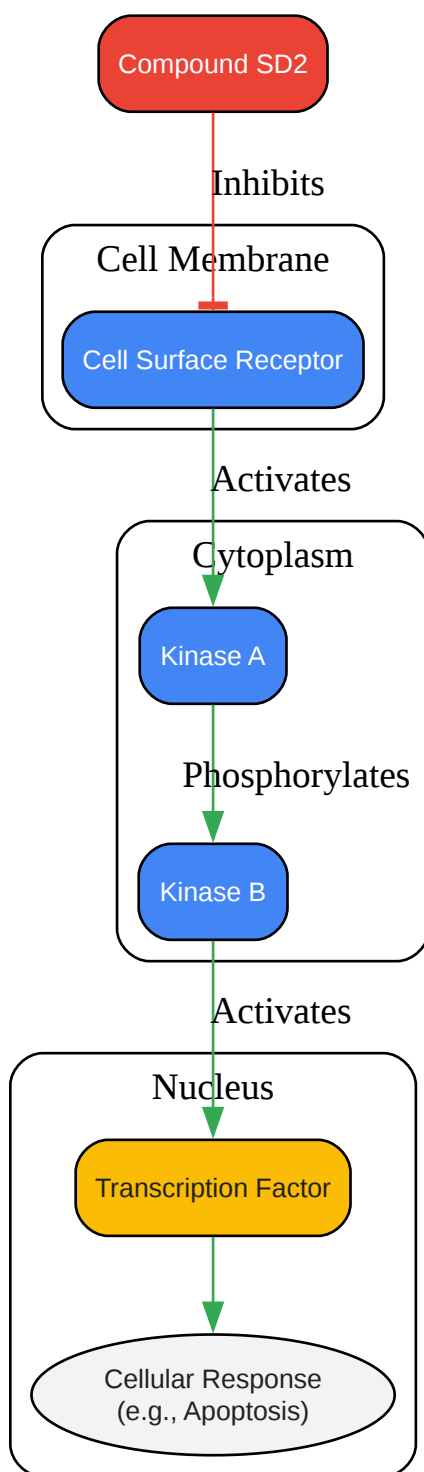 Compound SD2
Inhibits
Cell Membrane
Cell Surface Receptor
Activates
Cytoplasm
Kinase A
Phosphorylates
Kinase B
Activates
Nucleus
Transcription Factor
Cellular Response
(e.g., Apoptosis)